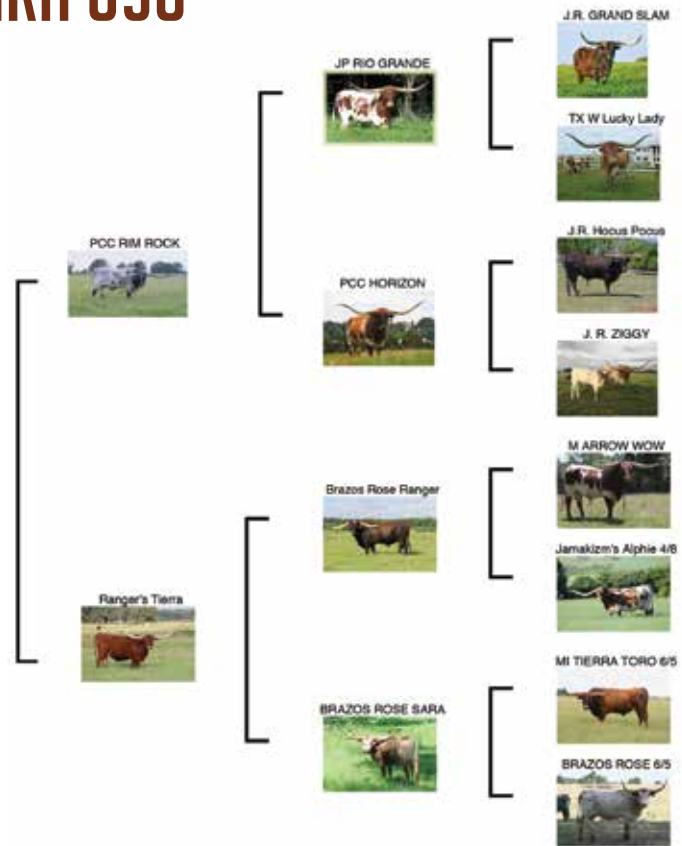 J.R. GRAND SLAM
JP RIO GRANDE
TX W Lucky Lady
PCC RIM ROCK
J.R. Hocus Pocus
PCC HORIZON
J. R. ZIGGY
M ARROW WOW
Brazos Rose Ranger
Jamakizm's Alphie 4/8
Ranger's Tierra
MI TIERRA TORO 6/5
BRAZOS ROSE SARA
BRAZOS ROSE 6/5